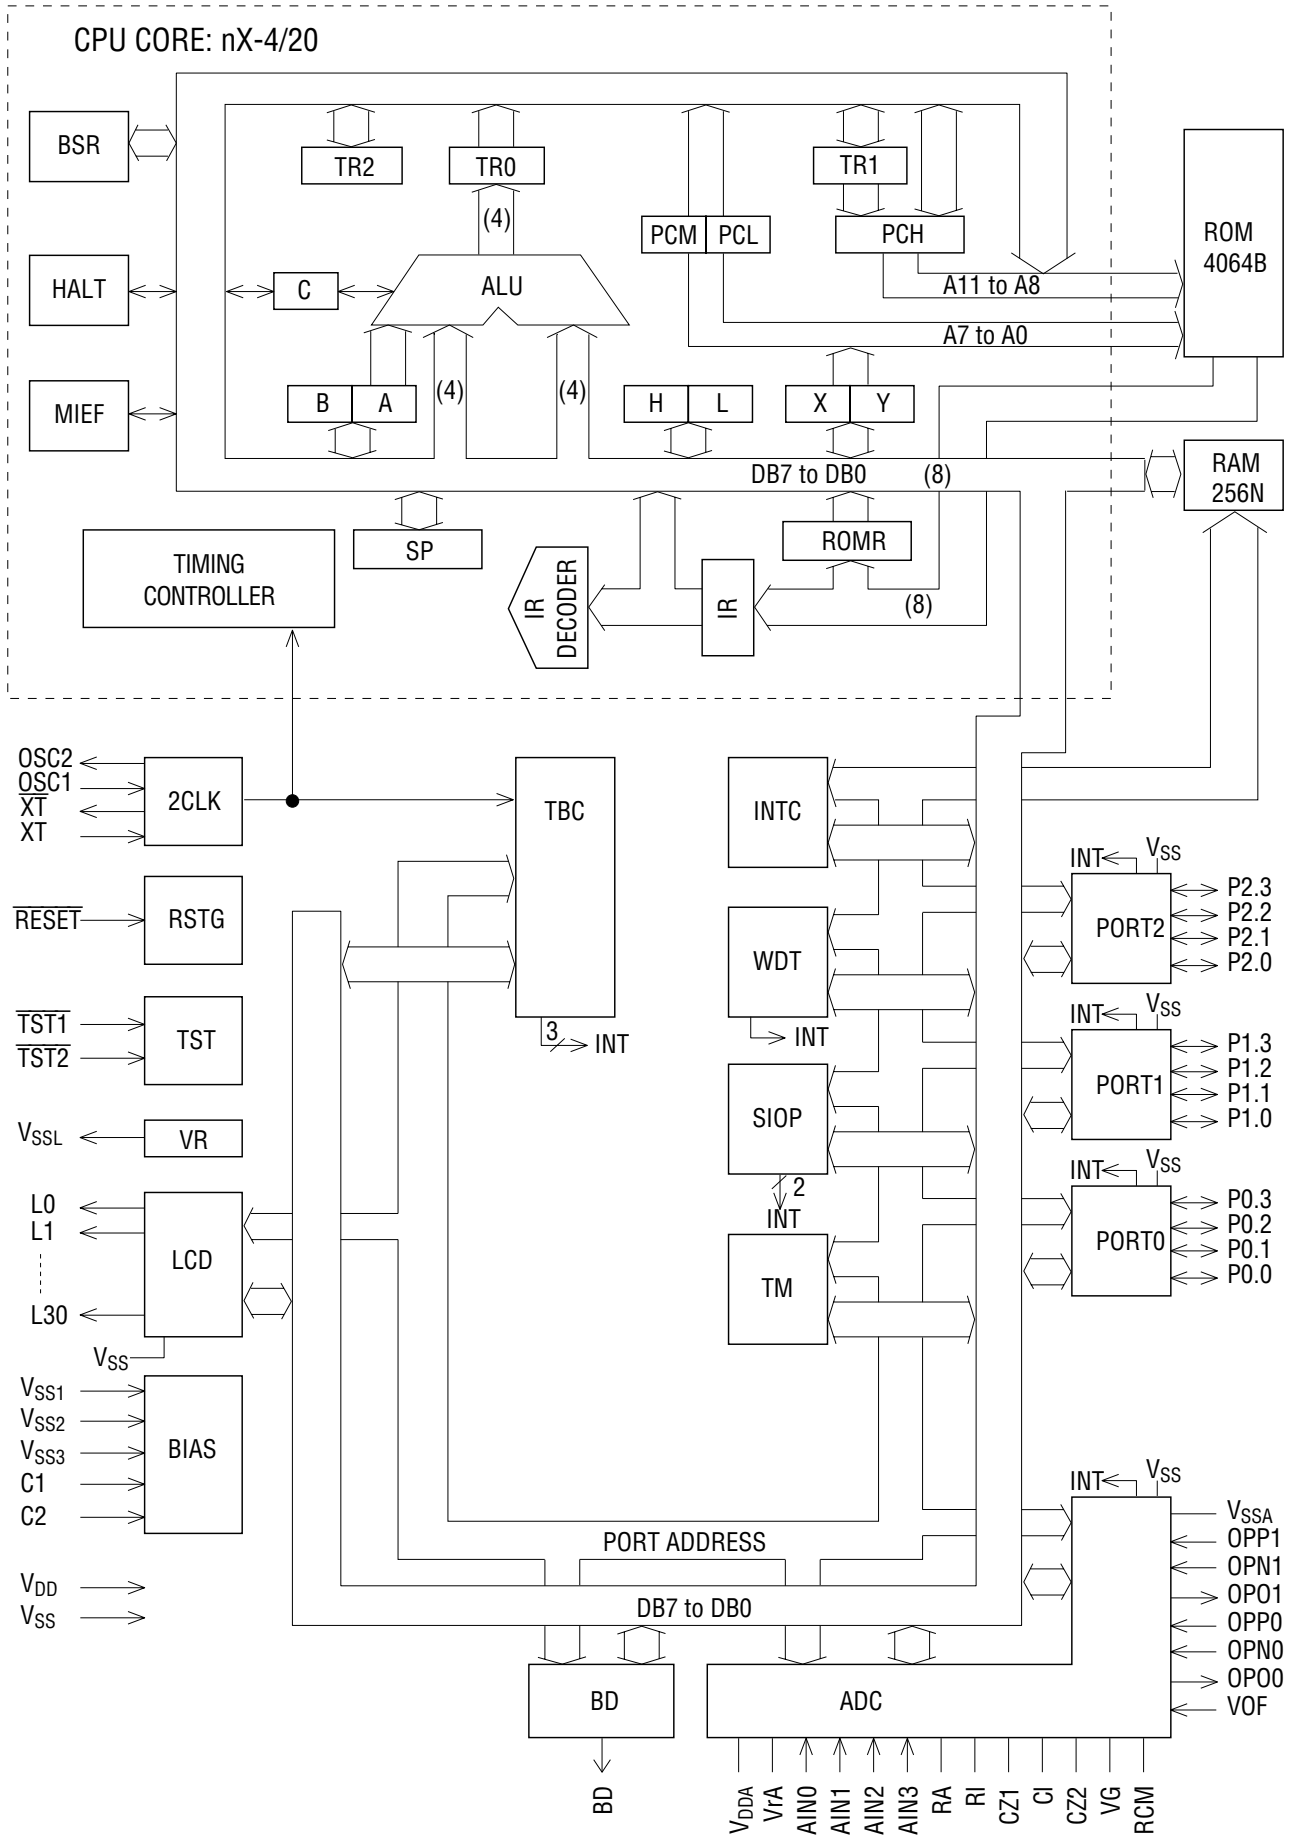 CPU CORE: nX-4/20
BSR
TR2
TR0
TR1
(4)
PCM
PCL
PCH
ROM
4064B
HALT
C
ALU
A11 to A8
A7 to A0
MIEF
B
A
(4)
(4)
H
L
X
Y
DB7 to DB0
(8)
RAM
256N
TIMING
CONTROLLER
SP
ROMR
IR
DECODER
IR
(8)
OSC2
OSC1
X̅T̅
XT
2CLK
TBC
INTC
R̅E̅S̅E̅T̅
RSTG
WDT
INT
VSS
PORT2
P2.3
P2.2
P2.1
P2.0
T̅S̅T̅1̅
T̅S̅T̅2̅
TST
3
INT
INT
INT
VSS
PORT1
P1.3
P1.2
P1.1
P1.0
VSSL
VR
SIOP
2
INT
INT
VSS
PORT0
P0.3
P0.2
P0.1
P0.0
L0
L1
L30
LCD
VSS
TM
VSS1
VSS2
VSS3
C1
C2
BIAS
VDD
VSS
PORT ADDRESS
DB7 to DB0
INT
VSS
VSSA
OPP1
OPN1
OPO1
OPP0
OPN0
OPO0
VOF
BD
ADC
BD
VDDA
VrA
AIN0
AIN1
AIN2
AIN3
RA
RI
CZ1
CI
CZ2
VG
RCM